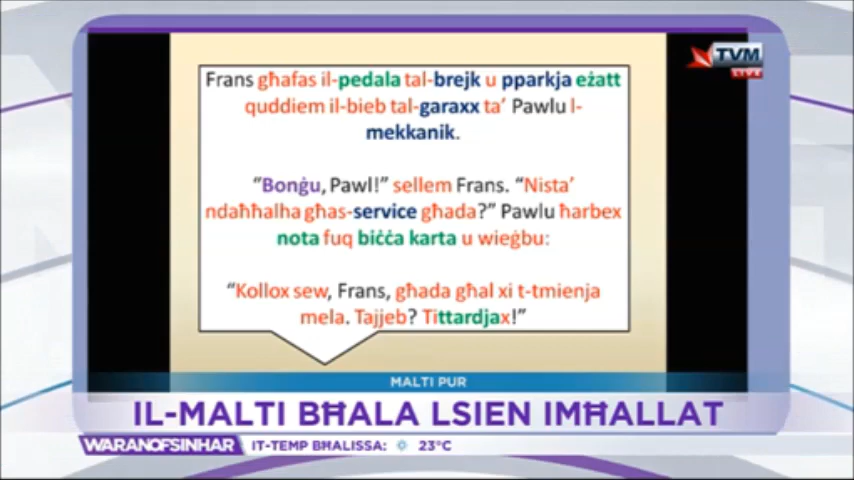 TVM
LIVE
Frans għafas il-pedala tal-brejk u pparkja eżatt
quddiem il-bieb tal-garaxx ta’ Pawlu l-
mekkanik.
“Bonġu, Pawl!” sellem Frans. “Nista’
ndaħħalha għas-service għada?” Pawlu ħarbex
nota fuq biċċa karta u wieġbu:
“Kollox sew, Frans, għada għal xi t-tmienja
mela. Tajjeb? Tittardjax!”
MALTI PUR
IL-MALTI BĦALA LSIEN IMĦALLAT
WARANOFSINHAR
IT-TEMP BĦALISSA: 23°C